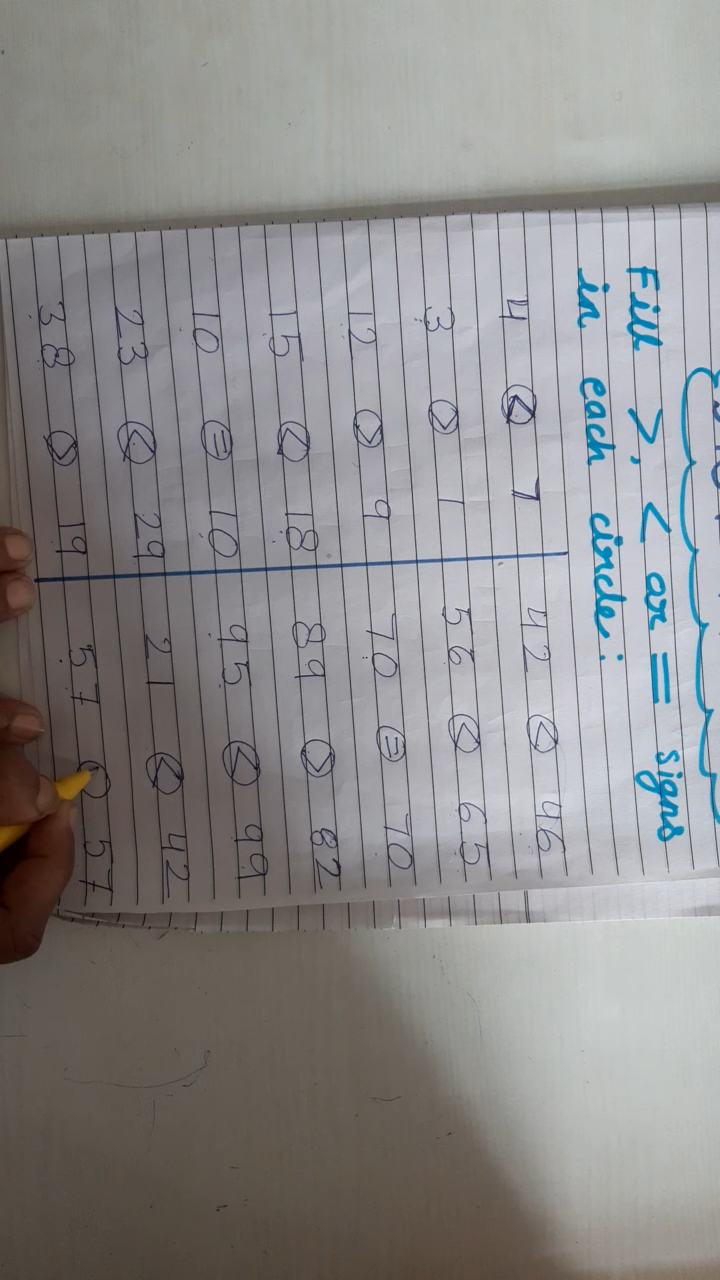 Fill >, < or = signs
in each circle:
4 < 7 42 < 46
3 > 1 56 < 65
12 > 9 70 = 70
15 < 18 89 > 82
10 = 10 95 < 99
23 < 29 21 < 42
38 > 19 57 57